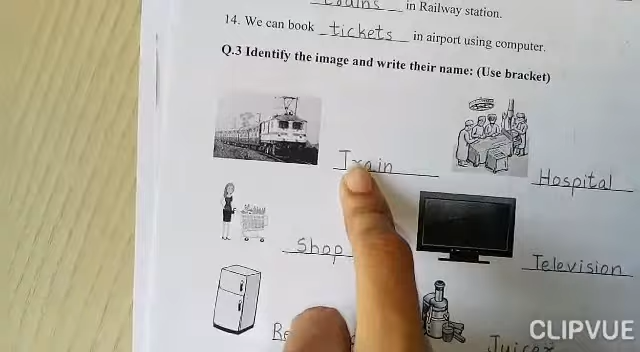 trains in Railway station.
14. We can book tickets in airport using computer.
Q.3 Identify the image and write their name: (Use bracket)
Train
Hospital
Shop
Television
Juicer
CLIPVUE